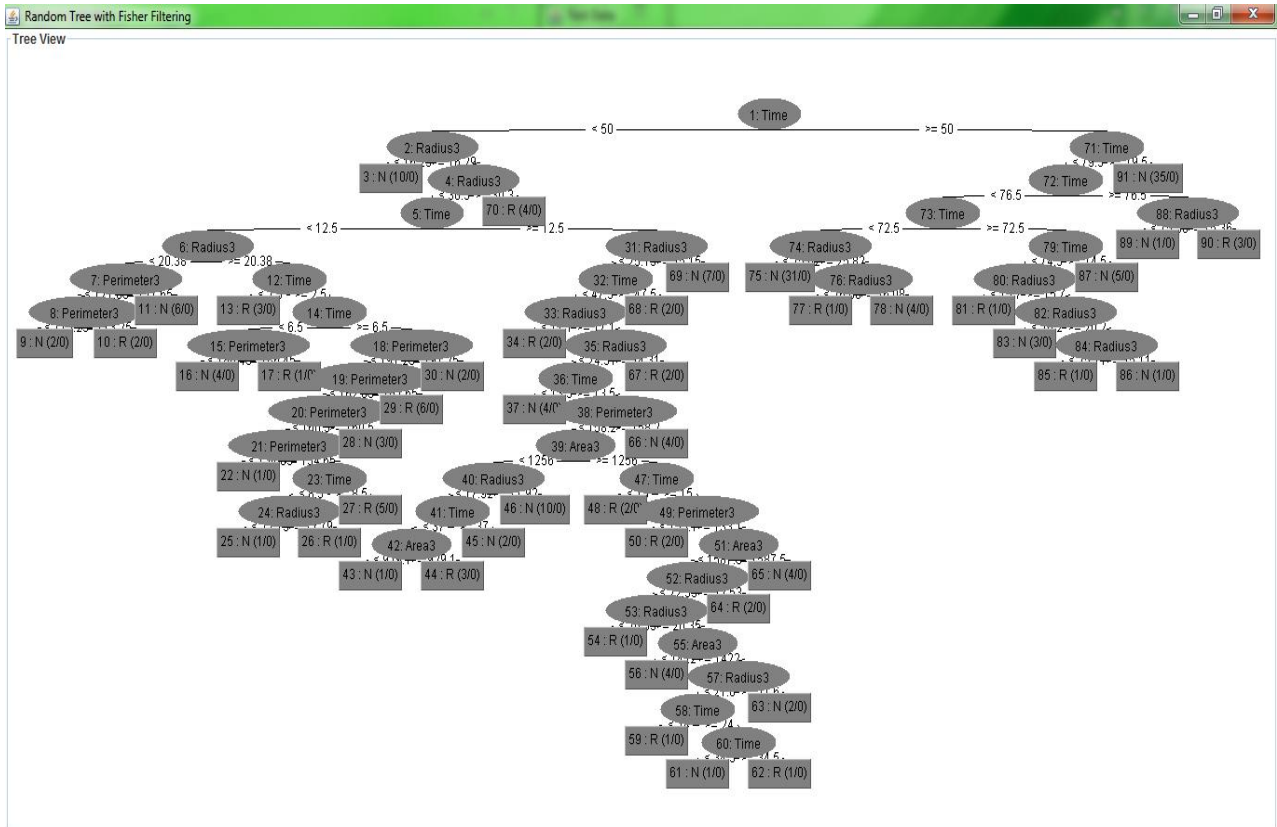 Random Tree with Fisher Filtering
Tree View
1: Time
< 50
>= 50
2: Radius3
71: Time
3 : N (10/0)
4: Radius3
72: Time
91 : N (35/0)
< 76.5
>= 76.5
5: Time
70 : R (4/0)
73: Time
88: Radius3
< 12.5
>= 12.5
< 72.5
>= 72.5
6: Radius3
31: Radius3
74: Radius3
79: Time
89 : N (1/0)
90 : R (3/0)
< 20.38
>= 20.38
7: Perimeter3
12: Time
32: Time
69 : N (7/0)
75 : N (31/0)
76: Radius3
80: Radius3
87 : N (5/0)
8: Perimeter3
11 : N (6/0)
13 : R (3/0)
14: Time
33: Radius3
68 : R (2/0)
77 : R (1/0)
78 : N (4/0)
81 : R (1/0)
82: Radius3
< 6.5
>= 6.5
9 : N (2/0)
10 : R (2/0)
15: Perimeter3
18: Perimeter3
34 : R (2/0)
35: Radius3
83 : N (3/0)
84: Radius3
16 : N (4/0)
17 : R (1/
19: Perimeter3
30 : N (2/0)
36: Time
67 : R (2/0)
85 : R (1/0)
86 : N (1/0)
20: Perimeter3
29 : R (6/0)
37 : N (4/
38: Perimeter3
21: Perimeter3
28 : N (3/0)
39: Area3
66 : N (4/0)
< 1256
>= 1256
22 : N (1/0)
23: Time
40: Radius3
47: Time
24: Radius3
27 : R (5/0)
41: Time
46 : N (10/0)
48 : R (2/
49: Perimeter3
25 : N (1/0)
26 : R (1/0)
42: Area3
45 : N (2/0)
50 : R (2/0)
51: Area3
43 : N (1/0)
44 : R (3/0)
52: Radius3
65 : N (4/0)
53: Radius3
64 : R (2/0)
54 : R (1/0)
55: Area3
56 : N (4/0)
57: Radius3
58: Time
63 : N (2/0)
59 : R (1/0)
60: Time
61 : N (1/0)
62 : R (1/0)